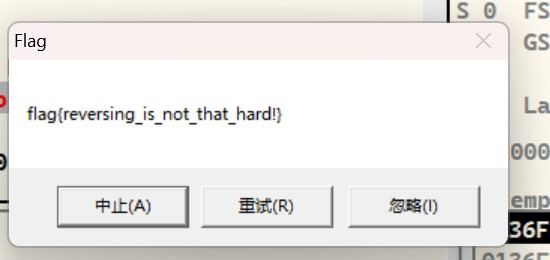 S 0 FS
Flag
GS
flag{reversing_is_not_that_hard!}
La
000
中止(A)
重试(R)
忽略(I)
emp
36F
0136F